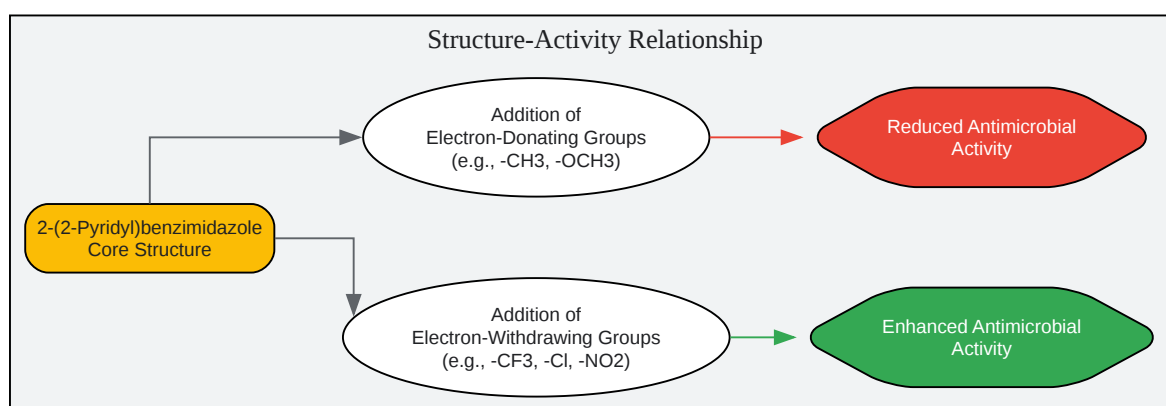 Structure-Activity Relationship
Addition of
Electron-Donating Groups
(e.g., -CH3, -OCH3)
Reduced Antimicrobial
Activity
2-(2-Pyridyl)benzimidazole
Core Structure
Addition of
Electron-Withdrawing Groups
(e.g., -CF3, -Cl, -NO2)
Enhanced Antimicrobial
Activity